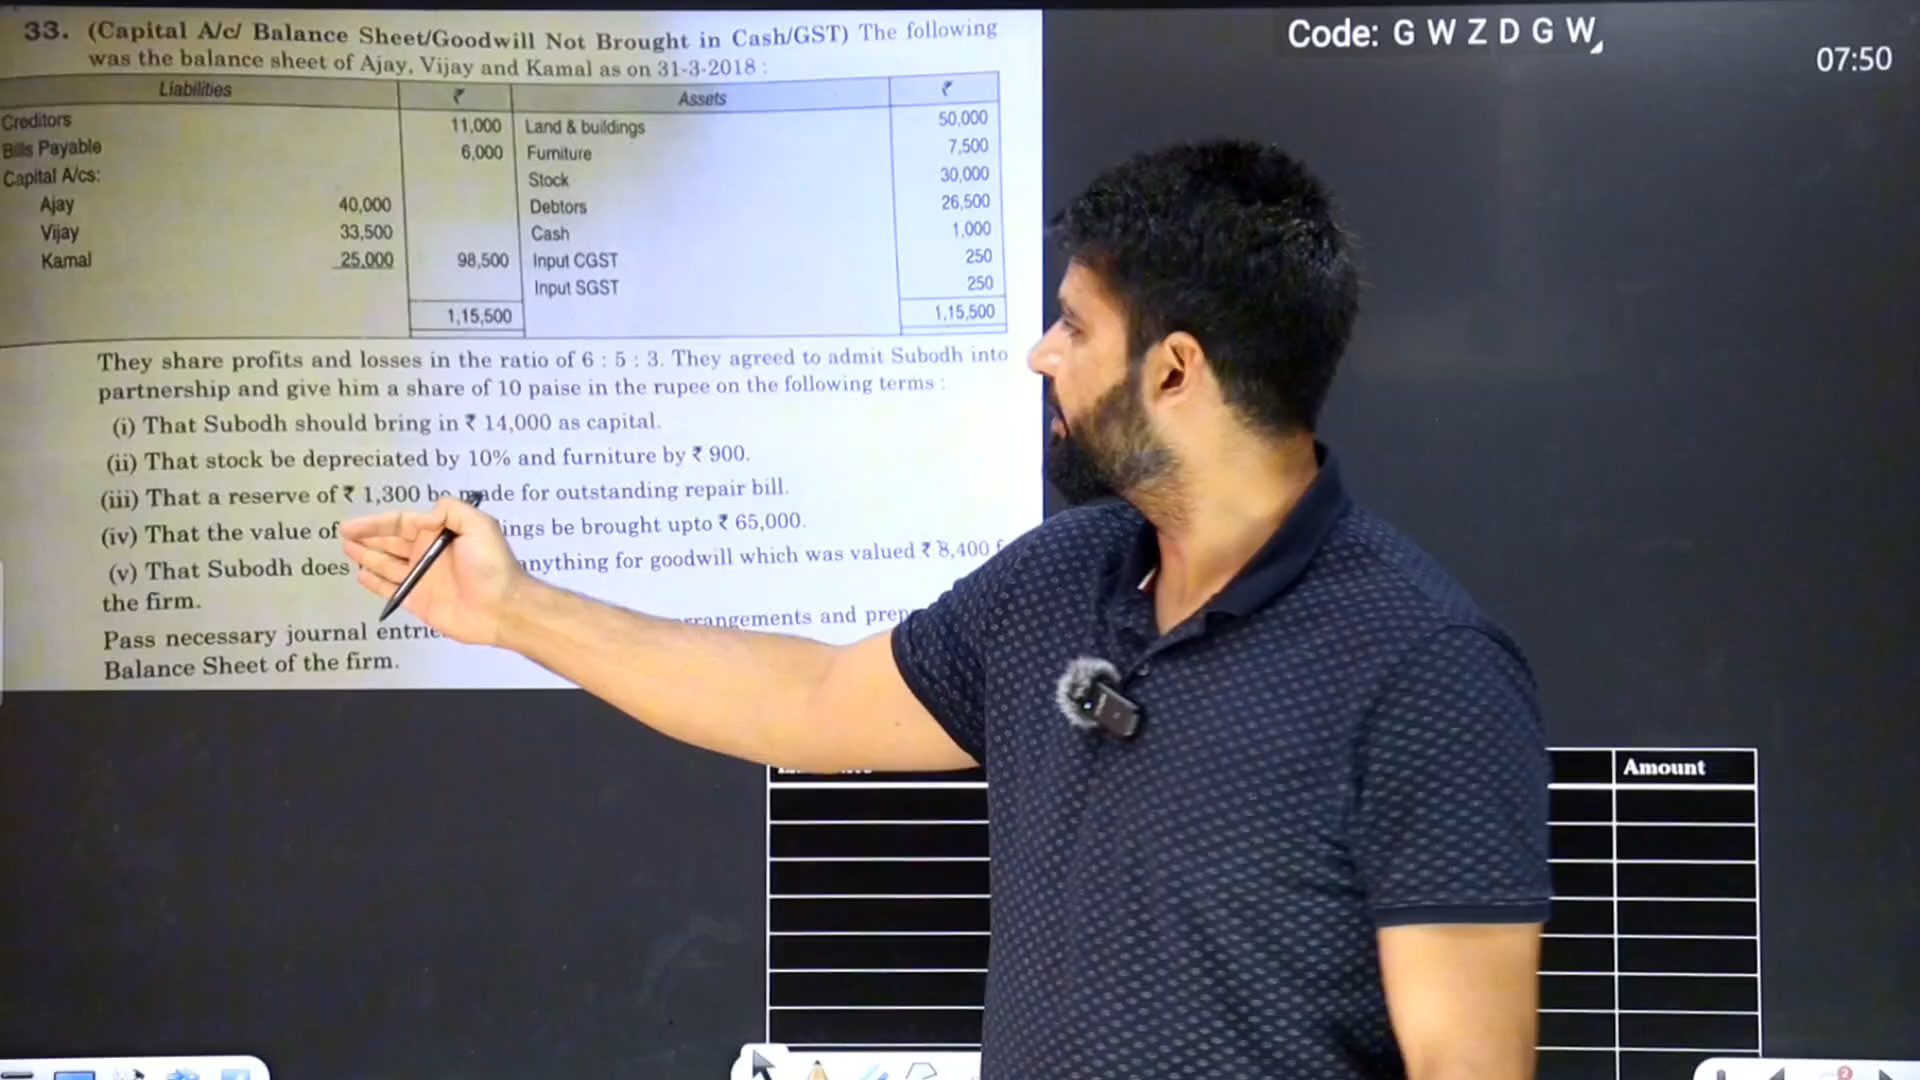 33. (Capital A/c/ Balance Sheet/Goodwill Not Brought in Cash/GST) The following
was the balance sheet of Ajay, Vijay and Kamal as on 31-3-2018 :
Liabilities ₹ Assets ₹
Creditors 11,000 Land & buildings 50,000
Bills Payable 6,000 Furniture 7,500
Capital A/cs: Stock 30,000
Ajay 40,000 Debtors 26,500
Vijay 33,500 Cash 1,000
Kamal 25,000 98,500 Input CGST 250
Input SGST 250
1,15,500 1,15,500
They share profits and losses in the ratio of 6 : 5 : 3. They agreed to admit Subodh into
partnership and give him a share of 10 paise in the rupee on the following terms :
(i) That Subodh should bring in ₹ 14,000 as capital.
(ii) That stock be depreciated by 10% and furniture by ₹ 900.
(iii) That a reserve of ₹ 1,300 be made for outstanding repair bill.
(iv) That the value of ings be brought upto ₹ 65,000.
(v) That Subodh does anything for goodwill which was valued ₹ 8,400
the firm.
Pass necessary journal entrie rrangements and prep
Balance Sheet of the firm.
Code: G W Z D G W
07:50
Amount
2